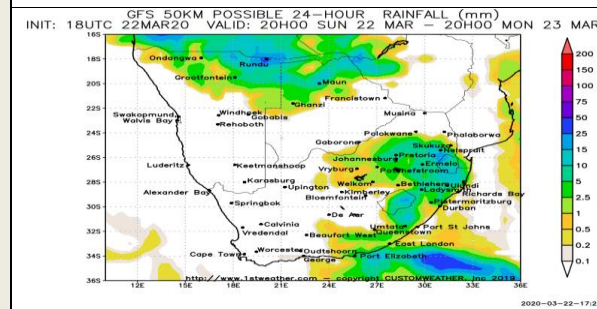 GFS 50KM POSSIBLE 24-HOUR RAINFALL (mm)
INIT: 18UTC 22MAR20 VALID: 20H00 SUN 22 MAR - 20H00 MON 23 MAR
16S
18S
20S
22S
24S
26S
28S
30S
32S
34S
36S
Ondangwa
Rundu
Grootfontein
Maun
Ghanzi
Francistown
Windhoek
Gobabis
Swakopmund
Walvis Bay
Rehoboth
Musina
Polokwane
Phalaborwa
Gaborone
Skukuza
Nelspruit
Pretoria
Johannesburg
Ermelo
Luderitz
Keetmanshoop
Vryburg
Potchefstroom
Karasburg
Upington
Welkom
Bethlehem
Ulundi
Alexander Bay
Kimberley
Ladysmith
Richards Bay
Bloemfontein
Springbok
Pietermaritzburg
Durban
De Aar
Calvinia
Umtata
Port St Johns
Vredendal
Queenstown
Beaufort West
East London
Worcester
Oudtshoorn
Cape Town
George
Port Elizabeth
http://www.1stweather.com - copyright CUSTOMWEATHER, Inc 2019
12E 15E 18E 21E 24E 27E 30E 33E 36E
200
150
100
75
50
25
15
10
5
2.5
1
0.5
0.2
0.1
2020-03-22-17:2